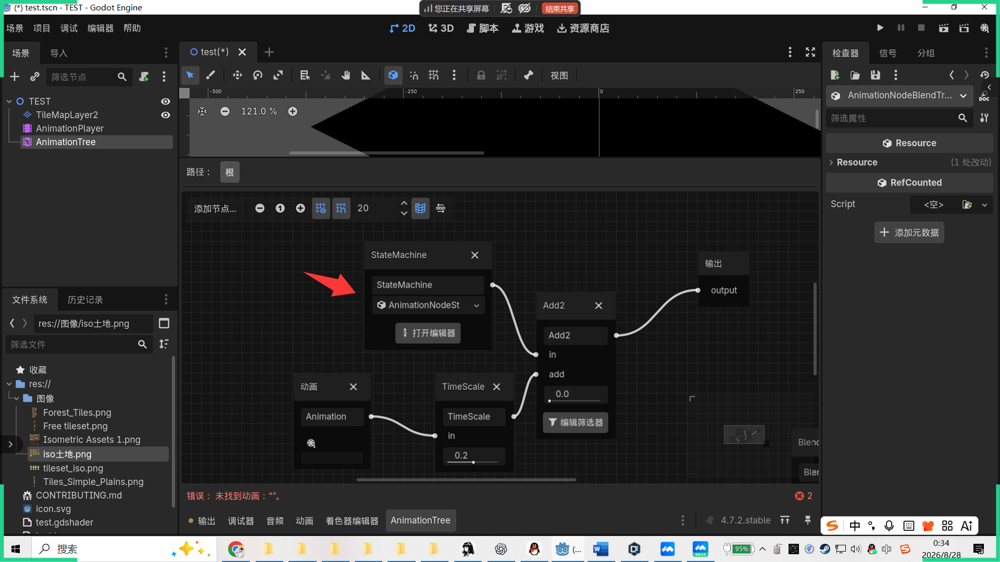 (*) test.tscn - TEST - Godot Engine
您正在共享屏幕
结束共享
场景 项目 调试 编辑器 帮助
2D 3D 脚本 游戏 资源商店
场景 导入
test(*)
检查器 信号 分组
筛选节点
视图
-500 -250 0 250
AnimationNodeBlendTr...
DOC
TEST
121.0 %
TileMapLayer2
筛选属性
AnimationPlayer
AnimationTree
Resource
Resource (1 处改动)
路径： 根
RefCounted
Script <空>
添加节点... 1 20
添加元数据
StateMachine
StateMachine
AnimationNodeSt
打开编辑器
输出
output
Add2
Add2
in
add
0.0
编辑筛选器
动画
Animation
TimeScale
TimeScale
in
0.2
文件系统 历史记录
res://图像/iso土地.png
筛选文件
收藏
res://
图像
Forest_Tiles.png
Free tileset.png
Isometric Assets 1.png
iso土地.png
tileset_iso.png
Tiles_Simple_Plains.png
CONTRIBUTING.md
icon.svg
test.gdshader
错误： 未找到动画：“”。
2
输出 调试器 音频 动画 着色器编辑器 AnimationTree
4.7.2.stable
中
搜索
(...
95%
中
0:34
2026/8/28